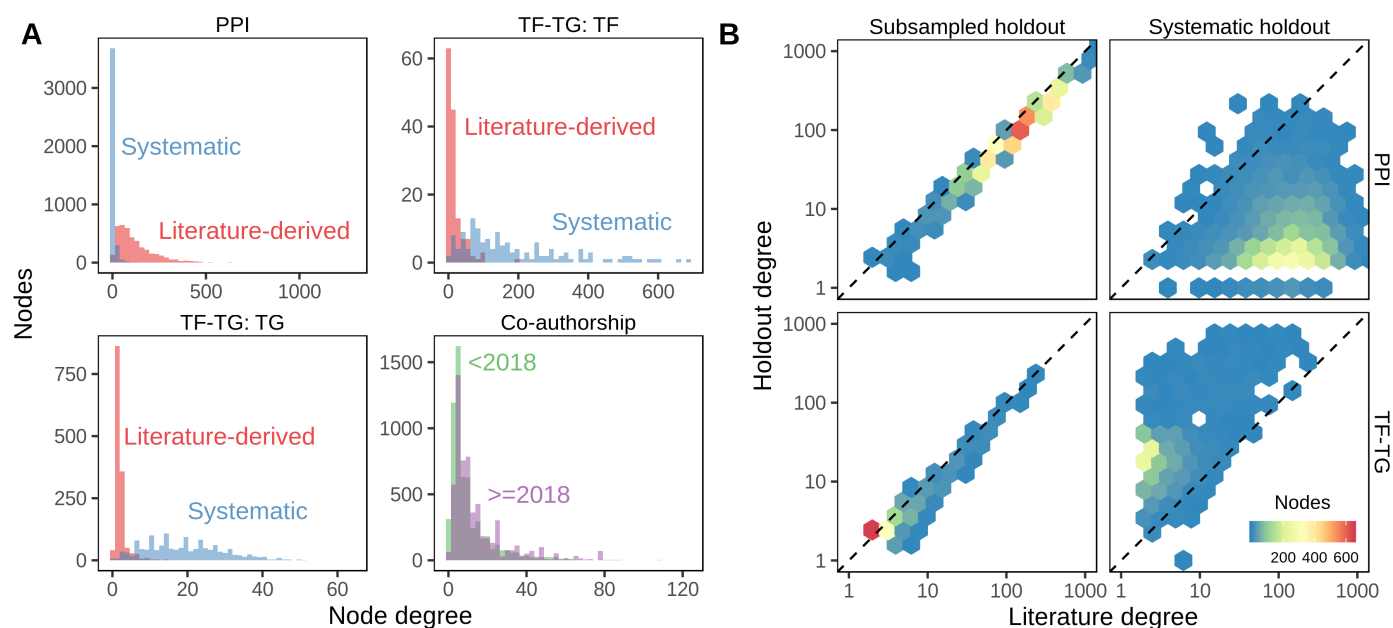 A
PPI
TF-TG: TF
Nodes
3000
2000
1000
0
Systematic
Literature-derived
0
500
1000
60
40
20
0
Literature-derived
Systematic
0
200
400
600
TF-TG: TG
Co-authorship
750
500
250
0
Literature-derived
Systematic
0
20
40
60
1500
1000
500
0
<2018
>=2018
0
40
80
120
Node degree
B
Subsampled holdout
Systematic holdout
Holdout degree
1000
100
10
1
PPI
1000
100
10
1
TF-TG
Nodes
200 400 600
1
10
100
1000
1
10
100
1000
Literature degree